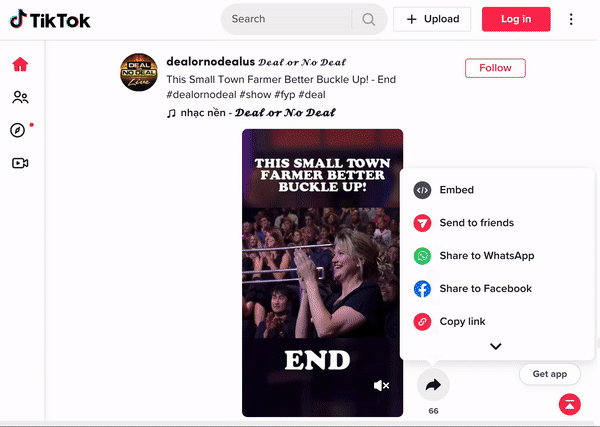 TikTok
Search
+ Upload
Log in
dealornodealus 𝓓𝓮𝓪𝓵 𝓸𝓻 𝓝𝓸 𝓓𝓮𝓪𝓵
This Small Town Farmer Better Buckle Up! - End
#dealornodeal #show #fyp #deal
Follow
♫ nhạc nền - 𝓓𝓮𝓪𝓵 𝓸𝓻 𝓝𝓸 𝓓𝓮𝓪𝓵
DEAL
NO DEAL
Live
THIS SMALL TOWN
FARMER BETTER
BUCKLE UP!
END
Embed
Send to friends
Share to WhatsApp
Share to Facebook
Copy link
66
Get app